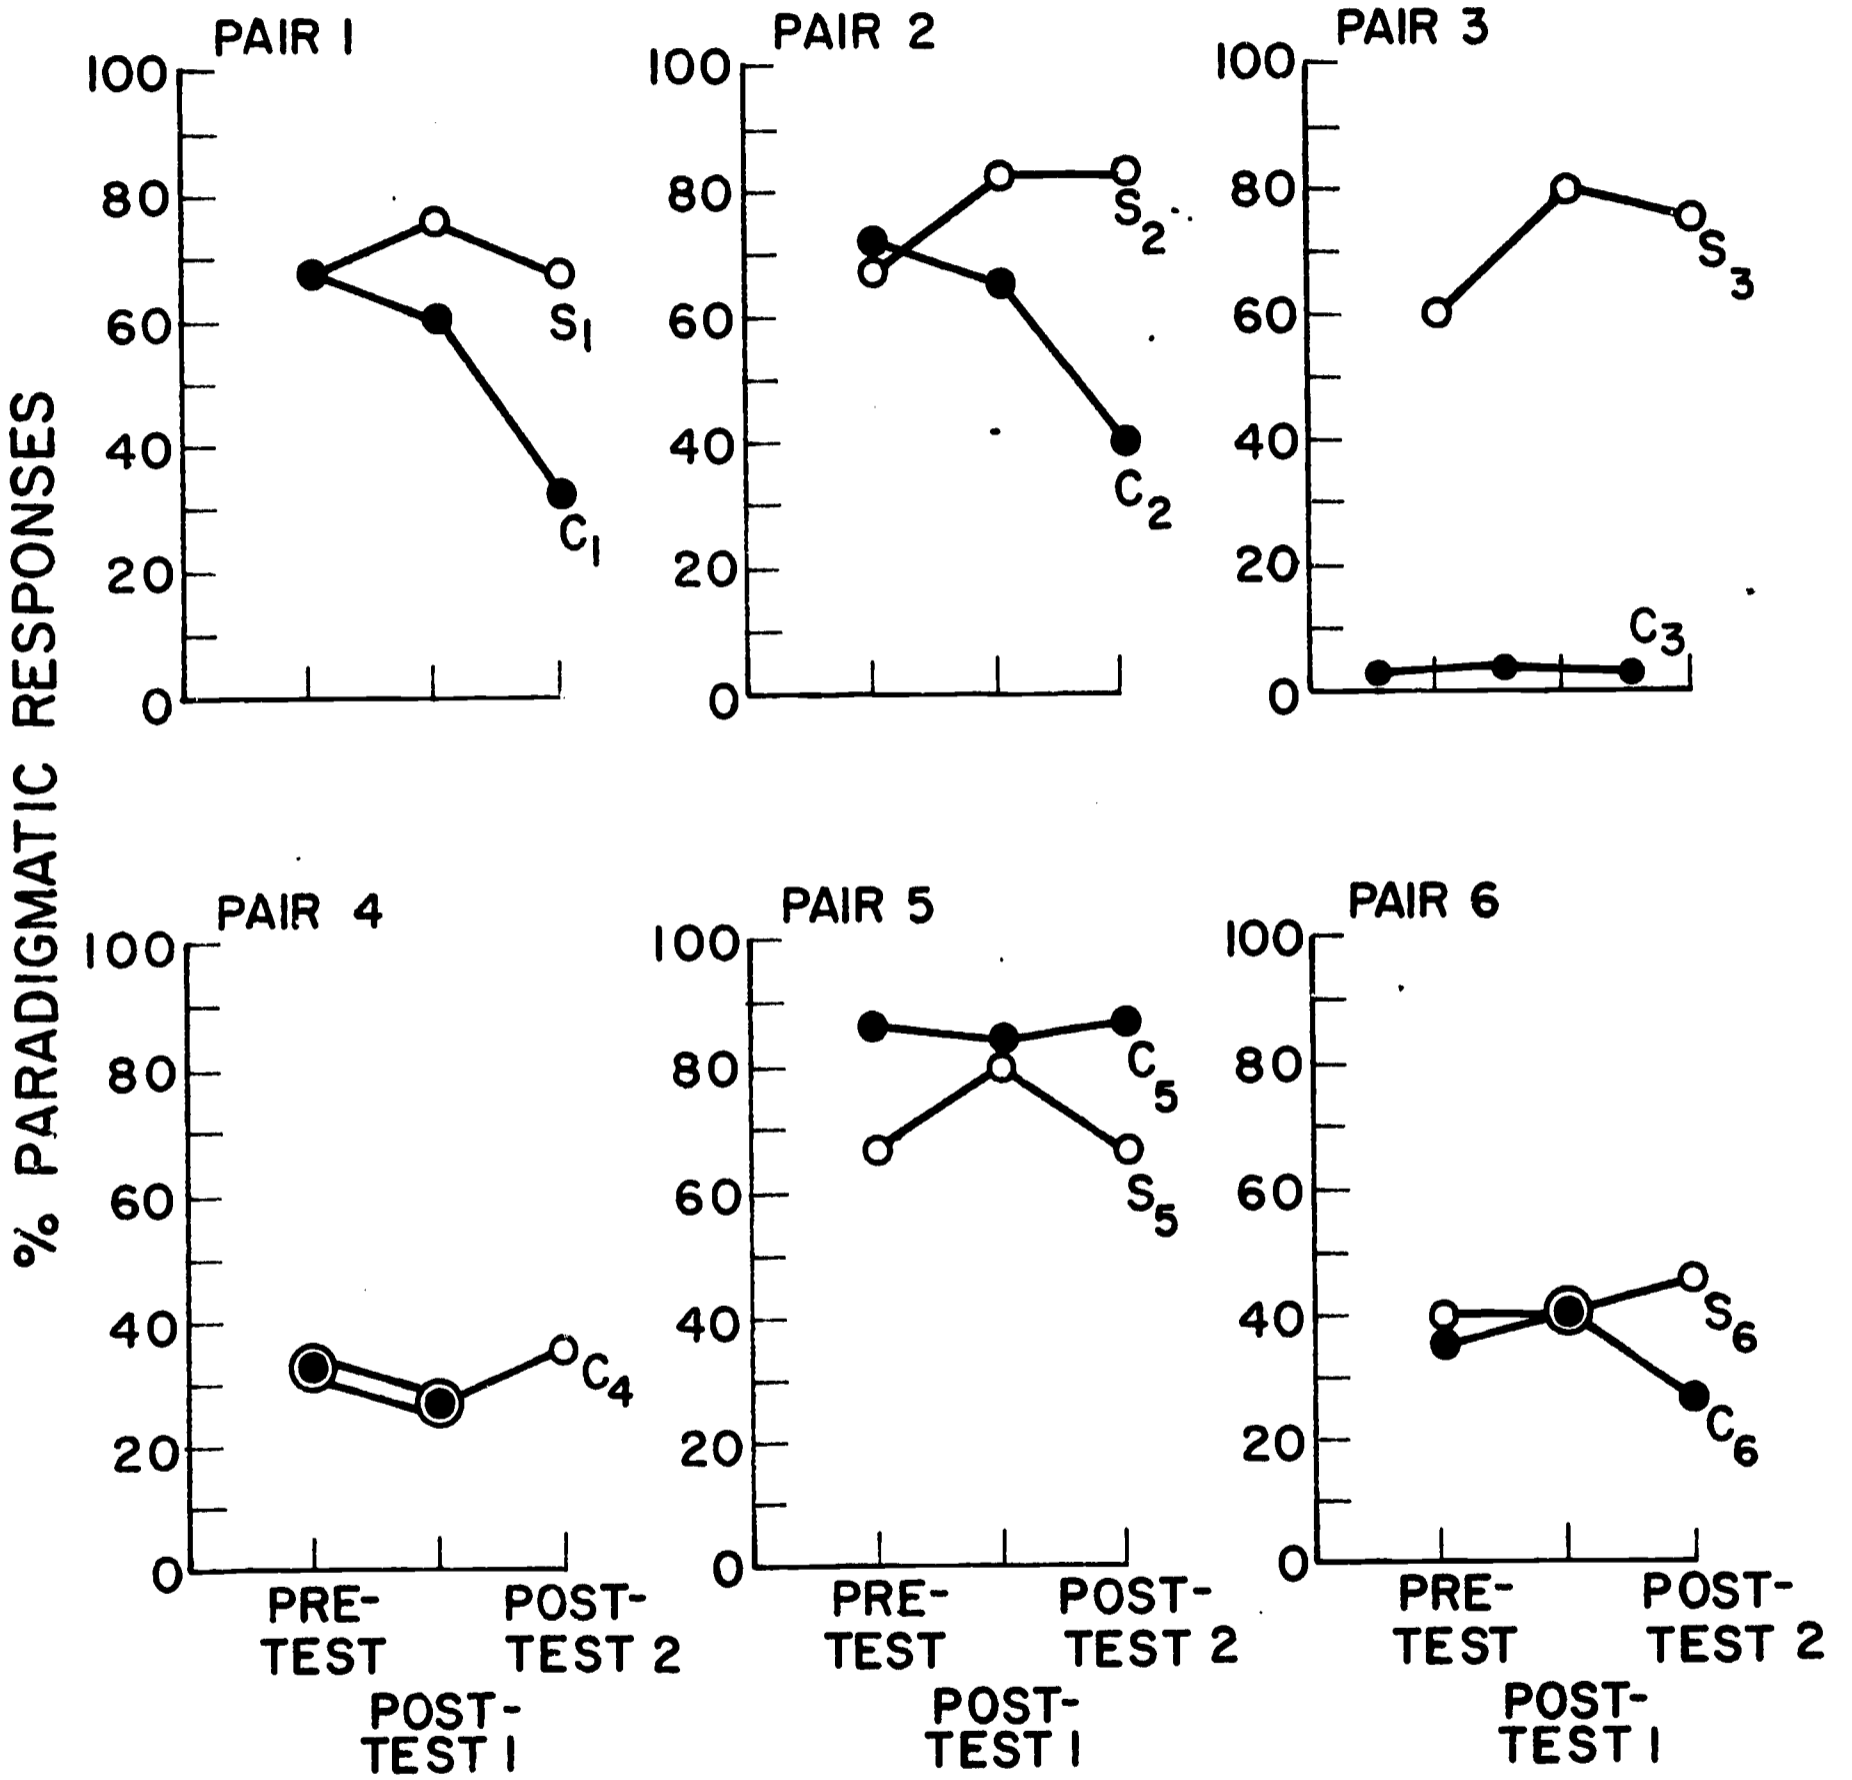 % PARADIGMATIC RESPONSES
PAIR 1
100
80
60
40
20
0
S1
C1
PAIR 2
100
80
60
40
20
0
S2
C2
PAIR 3
100
80
60
40
20
0
S3
C3
PAIR 4
100
80
60
40
20
0
C4
PRE-
TEST
POST-
TEST 1
POST-
TEST 2
PAIR 5
100
80
60
40
20
0
C5
S5
PRE-
TEST
POST-
TEST 1
POST-
TEST 2
PAIR 6
100
80
60
40
20
0
S6
C6
PRE-
TEST
POST-
TEST 1
POST-
TEST 2